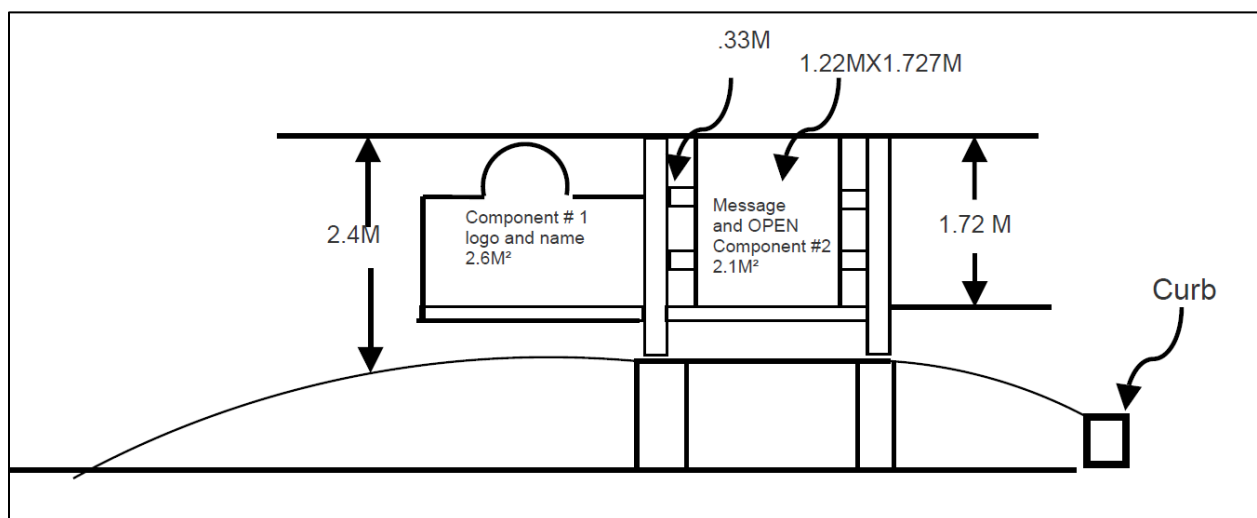 .33M
1.22MX1.727M
2.4M
Component # 1
logo and name
2.6M²
Message
and OPEN
Component #2
2.1M²
1.72 M
Curb